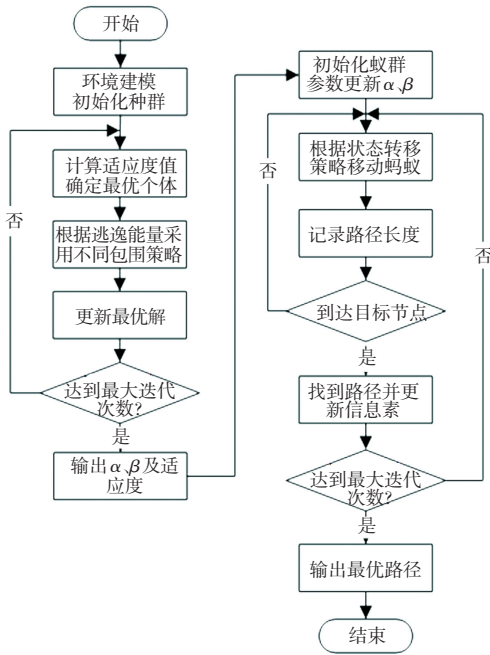 开始
环境建模
初始化种群
计算适应度值
确定最优个体
否
根据逃逸能量采
用不同包围策略
更新最优解
达到最大迭代
次数?
是
输出α、β及适
应度
初始化蚁群
参数更新α、β
根据状态转移
策略移动蚂蚁
否
记录路径长度
否
到达目标节点
是
找到路径并更
新信息素
达到最大迭代
次数?
是
输出最优路径
结束